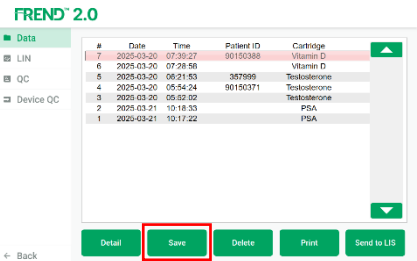 FREND™ 2.0
Data
LIN
QC
Device QC
# Date Time Patient ID Cartridge
7 2025-03-20 07:39:27 90150388 Vitamin D
6 2025-03-20 07:28:58 Vitamin D
5 2025-03-20 06:21:53 357999 Testosterone
4 2025-03-20 05:54:24 90150371 Testosterone
3 2025-03-20 05:52:02 Testosterone
2 2025-03-21 10:18:33 PSA
1 2025-03-21 10:17:22 PSA
Detail Save Delete Print Send to LIS
← Back